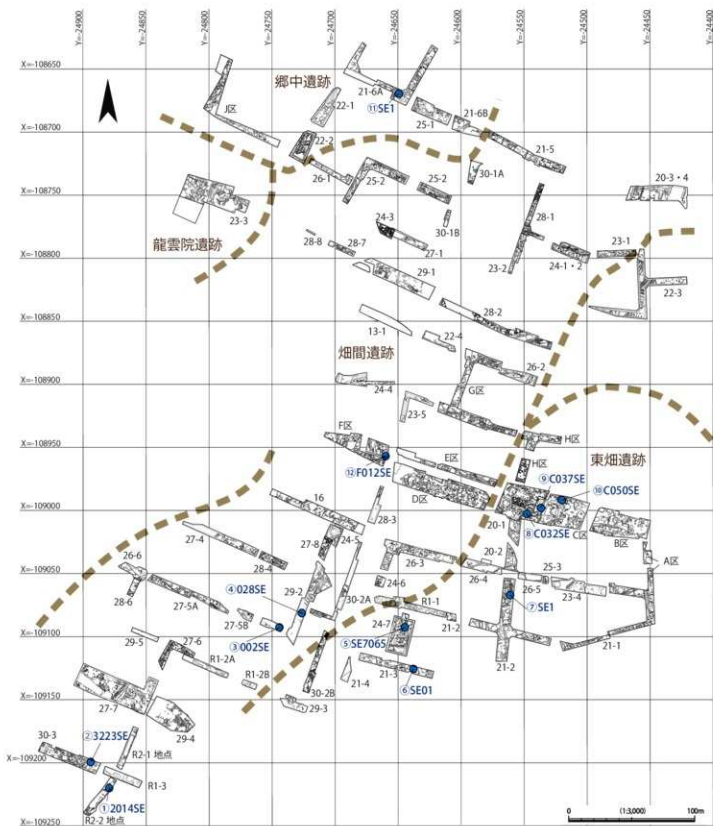 Y=-24900
Y=-24850
Y=-24800
Y=-24750
Y=-24700
Y=-24650
Y=-24600
Y=-24550
Y=-24500
Y=-24450
Y=-24400
X=-108650
X=-108700
X=-108750
X=-108800
X=-108850
X=-108900
X=-108950
X=-109000
X=-109050
X=-109100
X=-109150
X=-109200
X=-109250
郷中遺跡
J区
22-1
21-6A
⑪SE1
25-1
21-6B
21-5
22-2
26-1
25-2
25-2
30-1A
20-3・4
23-3
龍雲院遺跡
28-8
28-7
24-3
27-1
30-1B
28-1
23-2
24-1・2
23-1
22-3
29-1
28-2
13-1
22-4
畑間遺跡
24-4
23-5
G区
26-2
F区
⑫F012SE
E区
D区
H区
H区
東畑遺跡
⑨C037SE
⑩C050SE
⑧C032SE
20-1
C区
B区
A区
16
28-3
27-4
27-8
24-5
28-4
26-6
28-6
27-5A
④028SE
29-2
27-5B
③002SE
30-2A
24-6
26-3
20-2
26-4
26-5
25-3
23-4
R1-1
24-7
21-2
⑤SE7065
⑦SE1
21-1
21-2
29-5
27-6
R1-2A
R1-2B
30-2B
29-3
21-4
21-3
⑥SE01
27-7
29-4
30-3
②3223SE
R2-1 地点
R1-3
①2014SE
R2-2 地点
0
(1:3,000)
100m